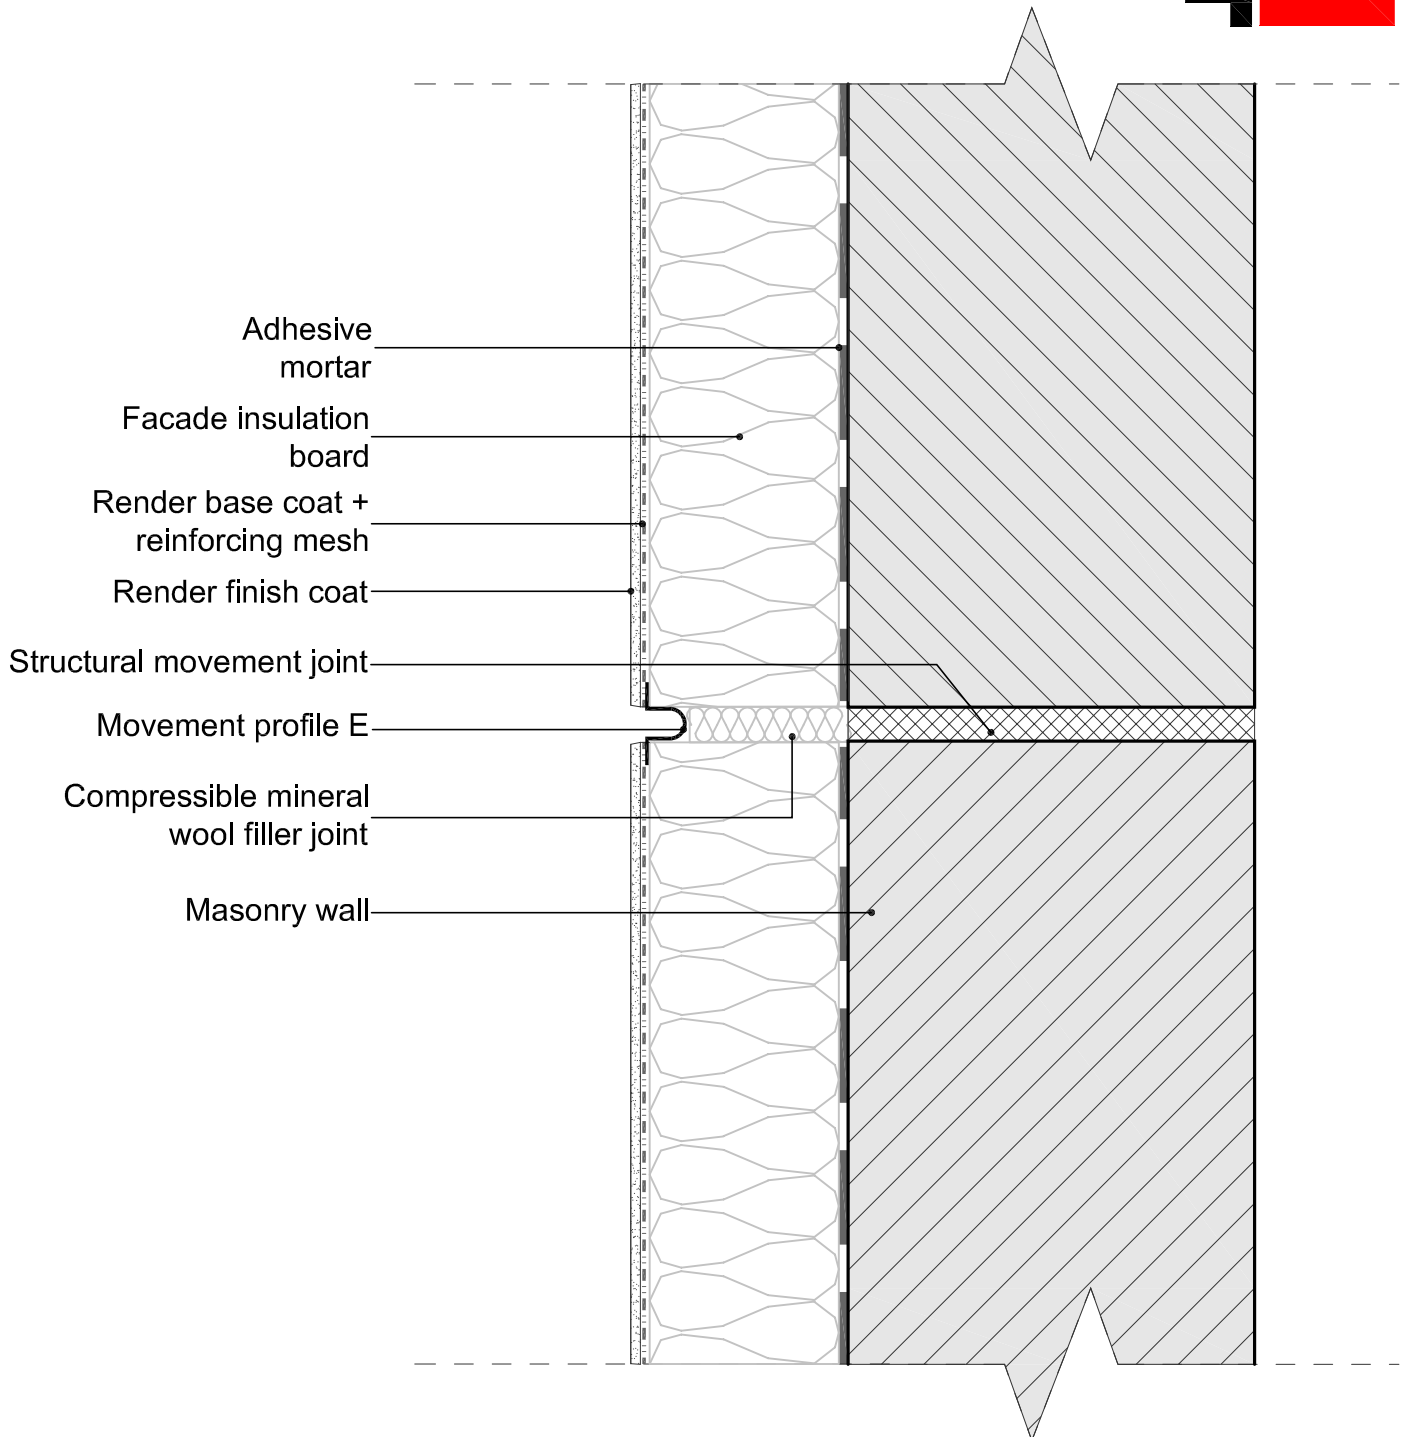 Adhesive
mortar
Facade insulation
board
Render base coat +
reinforcing mesh
Render finish coat
Structural movement joint
Movement profile E
Compressible mineral
wool filler joint
Masonry wall